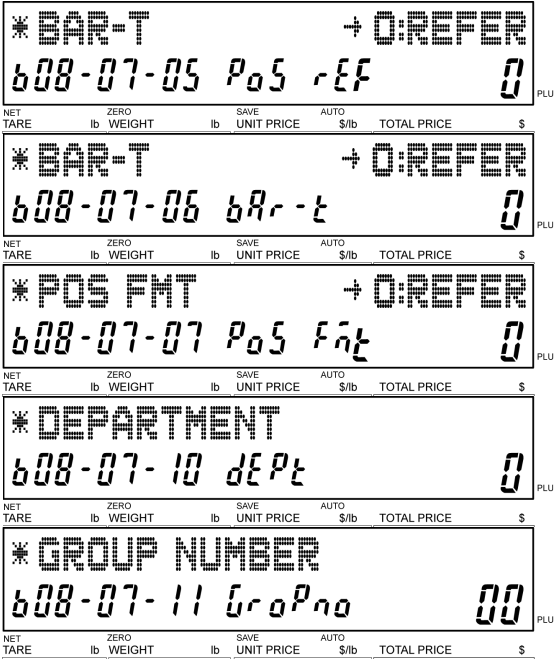 * BAR-T → 0:REFER
b08-07-05 PoS rEF 0
PLU
NET ZERO SAVE AUTO
TARE lb WEIGHT lb UNIT PRICE $/lb TOTAL PRICE $
* BAR-T → 0:REFER
b08-07-06 bAr-t 0
PLU
NET ZERO SAVE AUTO
TARE lb WEIGHT lb UNIT PRICE $/lb TOTAL PRICE $
* POS FMT → 0:REFER
b08-07-07 PoS Fnt 0
PLU
NET ZERO SAVE AUTO
TARE lb WEIGHT lb UNIT PRICE $/lb TOTAL PRICE $
* DEPARTMENT
b08-07-10 dEPt 0
PLU
NET ZERO SAVE AUTO
TARE lb WEIGHT lb UNIT PRICE $/lb TOTAL PRICE $
* GROUP NUMBER
b08-07-11 GroPno 00
PLU
NET ZERO SAVE AUTO
TARE lb WEIGHT lb UNIT PRICE $/lb TOTAL PRICE $